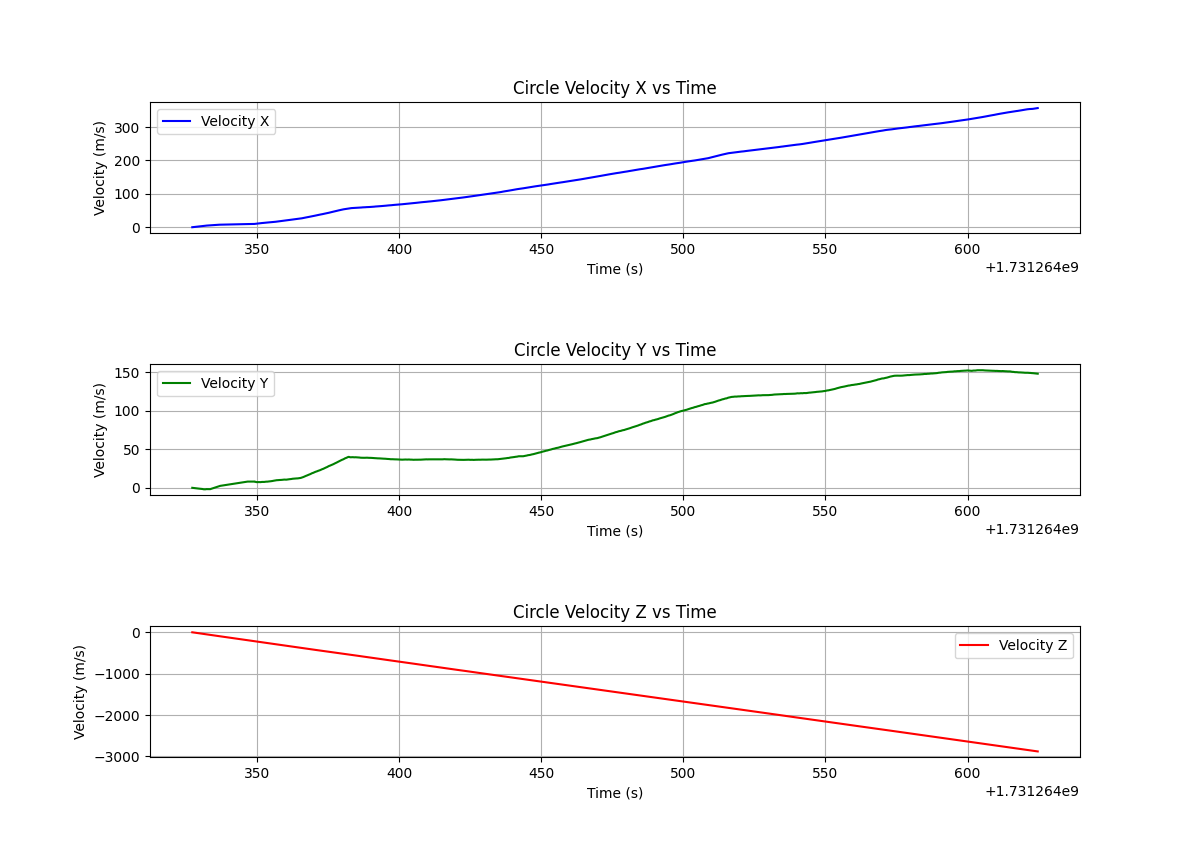 Circle Velocity X vs Time
Velocity X
Velocity (m/s)
300
200
100
0
350 400 450 500 550 600
Time (s)
+1.731264e9
Circle Velocity Y vs Time
Velocity Y
Velocity (m/s)
150
100
50
0
350 400 450 500 550 600
Time (s)
+1.731264e9
Circle Velocity Z vs Time
Velocity Z
Velocity (m/s)
0
−1000
−2000
−3000
350 400 450 500 550 600
Time (s)
+1.731264e9